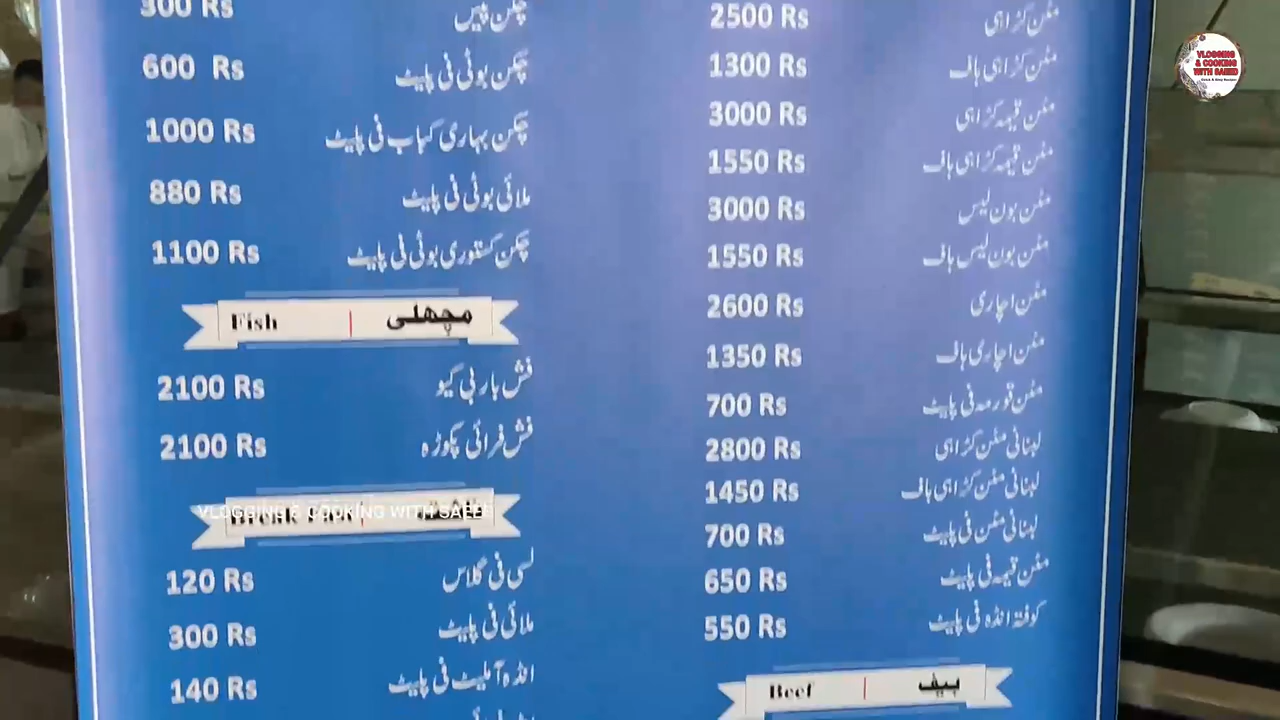 چکن پیس 300 Rs
چکن بوٹی فی پلیٹ 600 Rs
چکن بہاری کباب فی پلیٹ 1000 Rs
ملائی بوٹی فی پلیٹ 880 Rs
چکن کستوری بوٹی فی پلیٹ 1100 Rs
Fish | مچھلی
فش باربی کیو 2100 Rs
فش فرائی پکوڑہ 2100 Rs
VLOGGING & COOKING WITH SAEED
لسی فی گلاس 120 Rs
ملائی فی پلیٹ 300 Rs
انڈہ آملیٹ فی پلیٹ 140 Rs
مٹن کڑاہی 2500 Rs
مٹن کڑاہی ہاف 1300 Rs
مٹن قیمہ کڑاہی 3000 Rs
مٹن قیمہ کڑاہی ہاف 1550 Rs
مٹن بون لیس 3000 Rs
مٹن بون لیس ہاف 1550 Rs
مٹن اچاری 2600 Rs
مٹن اچاری ہاف 1350 Rs
مٹن قورمہ فی پلیٹ 700 Rs
لبنانی مٹن کڑاہی 2800 Rs
لبنانی مٹن کڑاہی ہاف 1450 Rs
لبنانی مٹن فی پلیٹ 700 Rs
مٹن قیمہ فی پلیٹ 650 Rs
کوفتہ انڈہ فی پلیٹ 550 Rs
Beef | بیف
VLOGGING
& COOKING
WITH SAEED